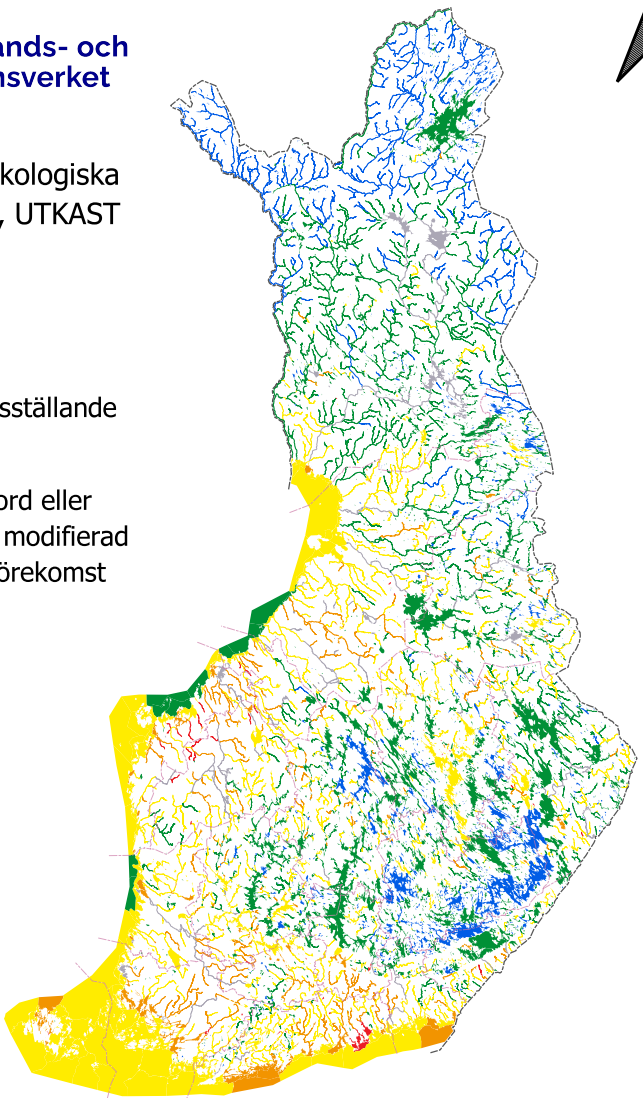 ands- och
nsverket
kologiska
, UTKAST
sställande
ord eller
modifierad
örekomst